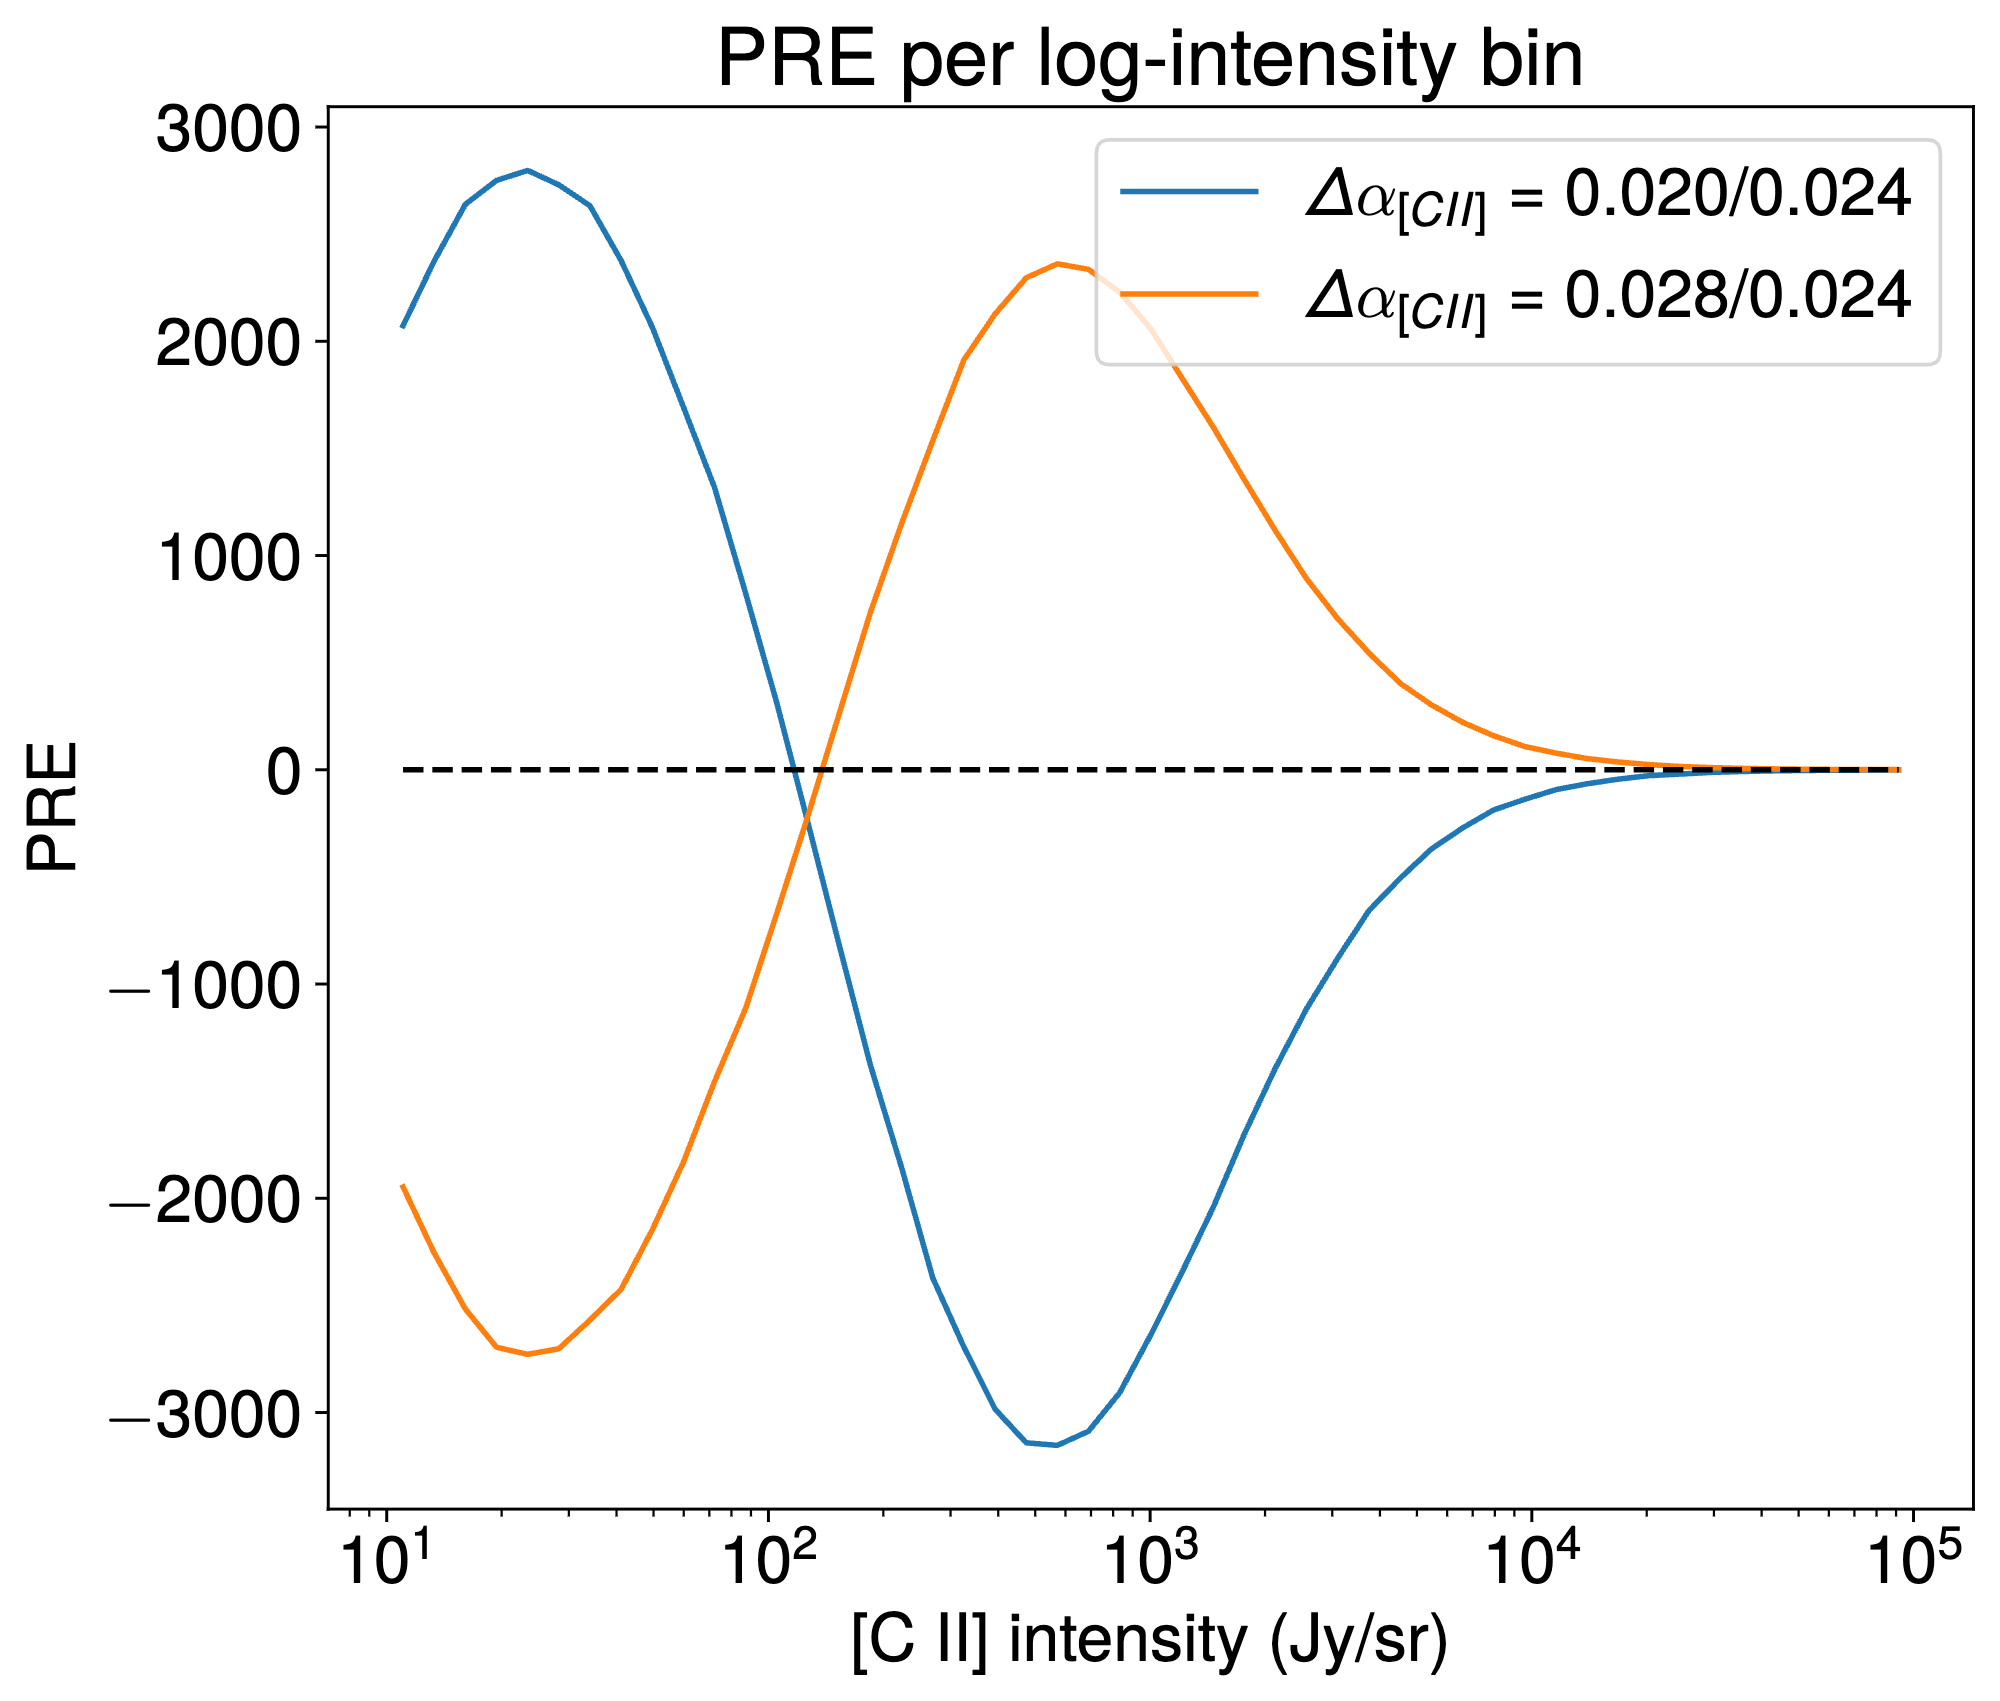 PRE per log-intensity bin
3000
2000
1000
0
−1000
−2000
−3000
PRE
Δα[CII] = 0.020/0.024
Δα[CII] = 0.028/0.024
10¹ 10² 10³ 10⁴ 10⁵
[C II] intensity (Jy/sr)